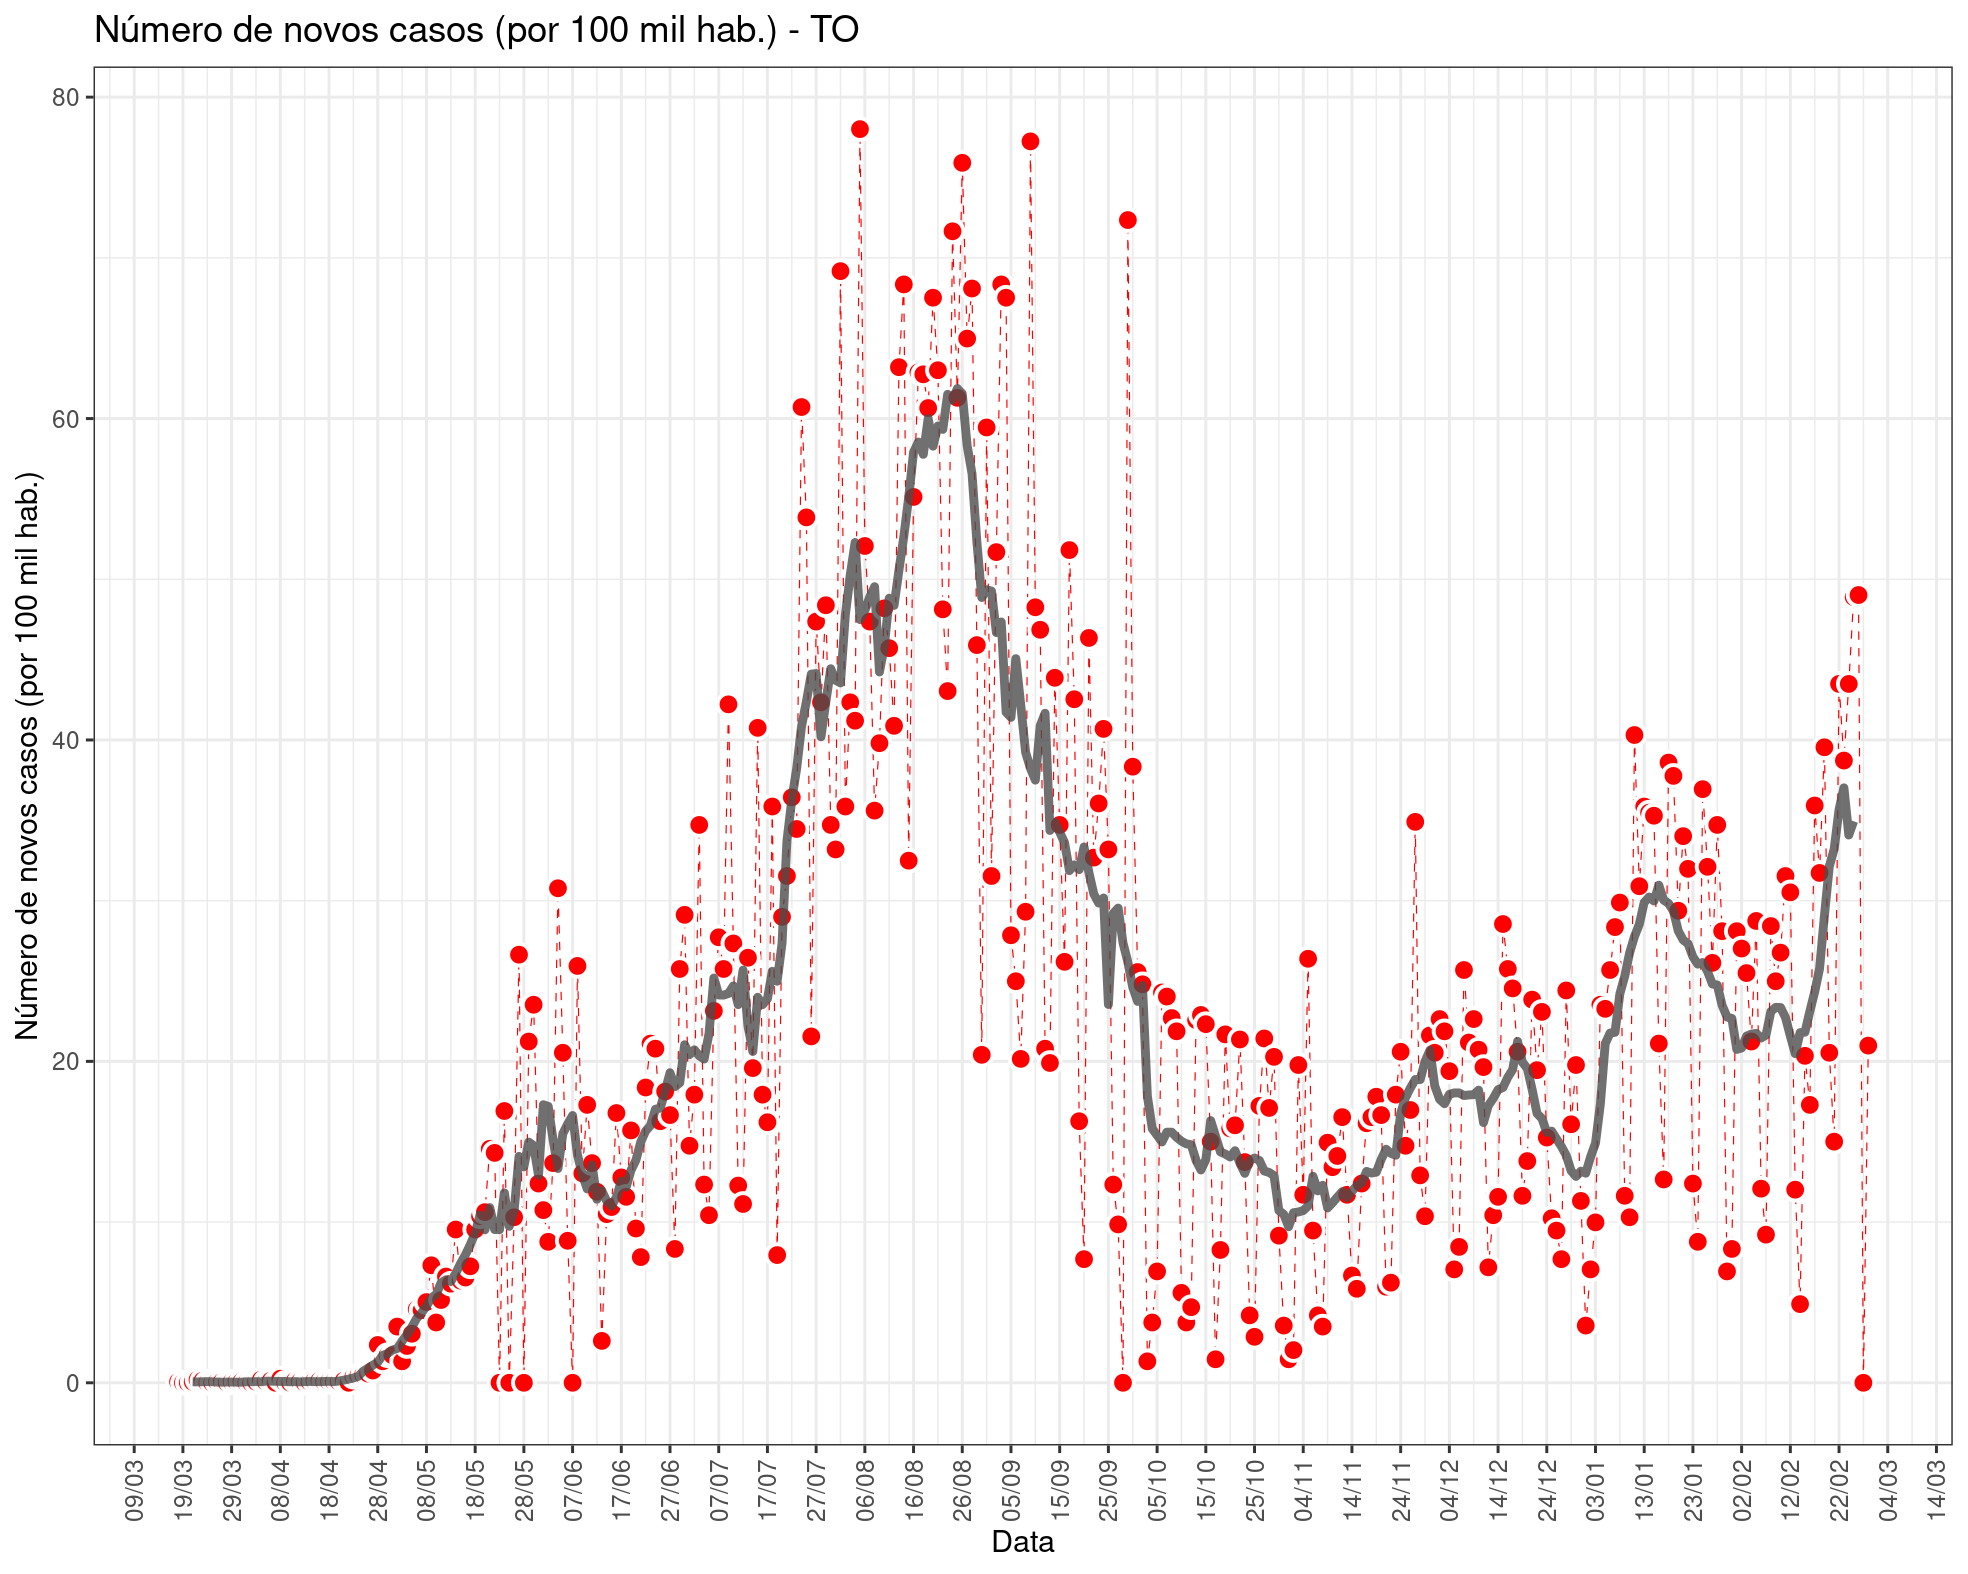 Número de novos casos (por 100 mil hab.) - TO
Número de novos casos (por 100 mil hab.)
80
60
40
20
0
09/03 19/03 29/03 08/04 18/04 28/04 08/05 18/05 28/05 07/06 17/06 27/06 07/07 17/07 27/07 06/08 16/08 26/08 05/09 15/09 25/09 05/10 15/10 25/10 04/11 14/11 24/11 04/12 14/12 24/12 03/01 13/01 23/01 02/02 12/02 22/02 04/03 14/03
Data